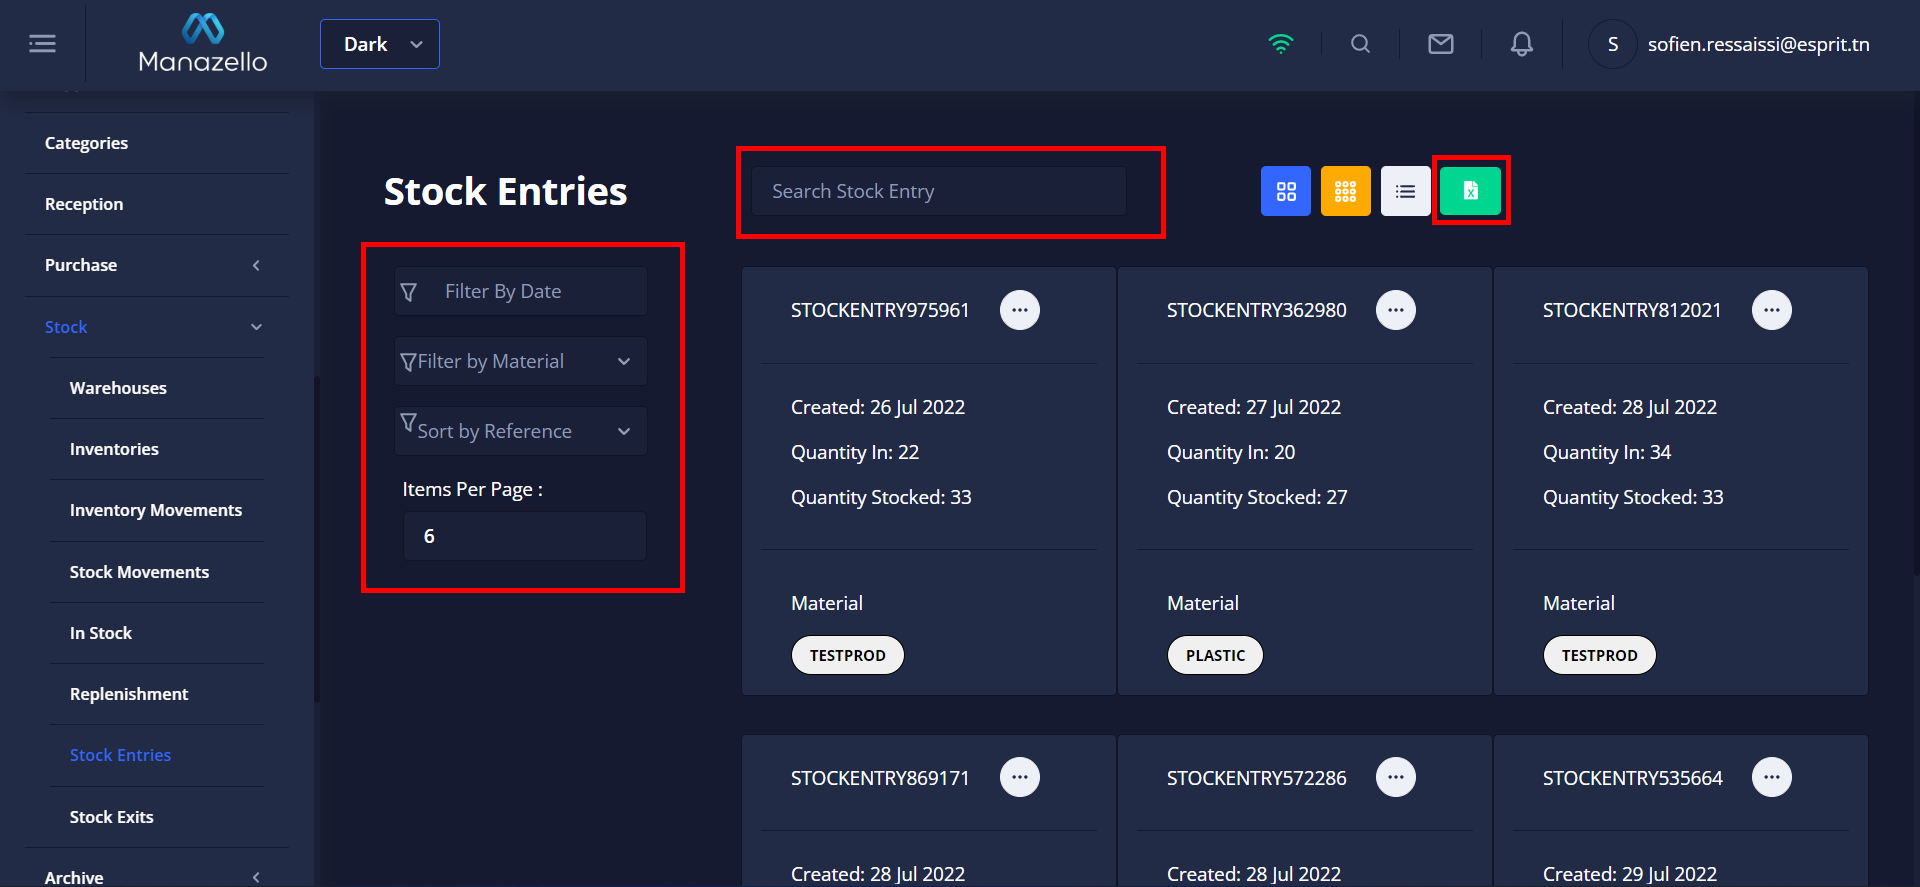 Manazello
Dark
S
sofien.ressaissi@esprit.tn
Categories
Reception
Purchase
Stock
Warehouses
Inventories
Inventory Movements
Stock Movements
In Stock
Replenishment
Stock Entries
Stock Exits
Archive
Stock Entries
Search Stock Entry
Filter By Date
Filter by Material
Sort by Reference
Items Per Page :
6
STOCKENTRY975961
Created: 26 Jul 2022
Quantity In: 22
Quantity Stocked: 33
Material
TESTPROD
STOCKENTRY362980
Created: 27 Jul 2022
Quantity In: 20
Quantity Stocked: 27
Material
PLASTIC
STOCKENTRY812021
Created: 28 Jul 2022
Quantity In: 34
Quantity Stocked: 33
Material
TESTPROD
STOCKENTRY869171
Created: 28 Jul 2022
STOCKENTRY572286
Created: 28 Jul 2022
STOCKENTRY535664
Created: 29 Jul 2022